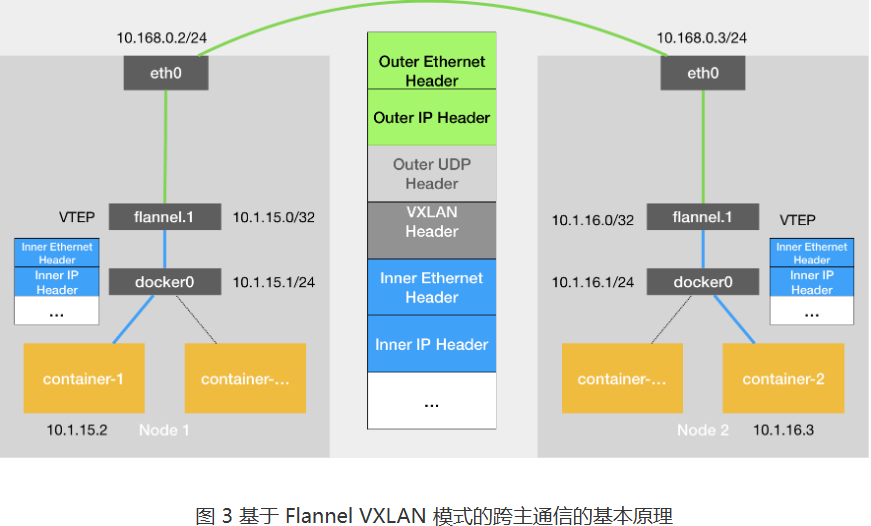 10.168.0.2/24
10.168.0.3/24
eth0
eth0
Outer Ethernet
Header
Outer IP Header
Outer UDP
Header
VXLAN
Header
Inner Ethernet
Header
Inner IP Header
...
VTEP
flannel.1
10.1.15.0/32
Inner Ethernet
Header
Inner IP
Header
...
docker0
10.1.15.1/24
container-1
container-...
10.1.15.2
Node 1
10.1.16.0/32
flannel.1
VTEP
10.1.16.1/24
docker0
Inner Ethernet
Header
Inner IP
Header
...
container-...
container-2
Node 2
10.1.16.3
图 3 基于 Flannel VXLAN 模式的跨主通信的基本原理